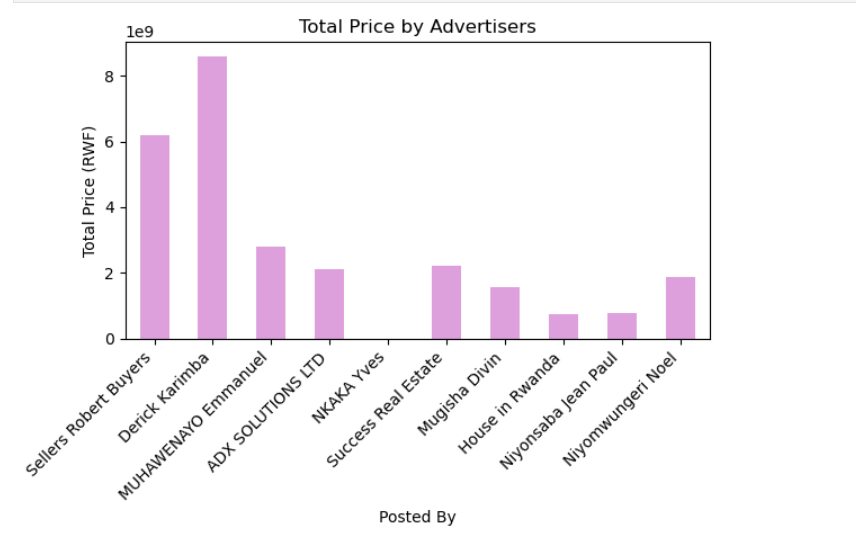 Total Price by Advertisers
1e9
Total Price (RWF)
8
6
4
2
0
Sellers Robert Buyers
Derick Karimba
MUHAWENAYO Emmanuel
ADX SOLUTIONS LTD
NKAKA Yves
Success Real Estate
Mugisha Divin
House in Rwanda
Niyonsaba Jean Paul
Niyomwungeri Noel
Posted By